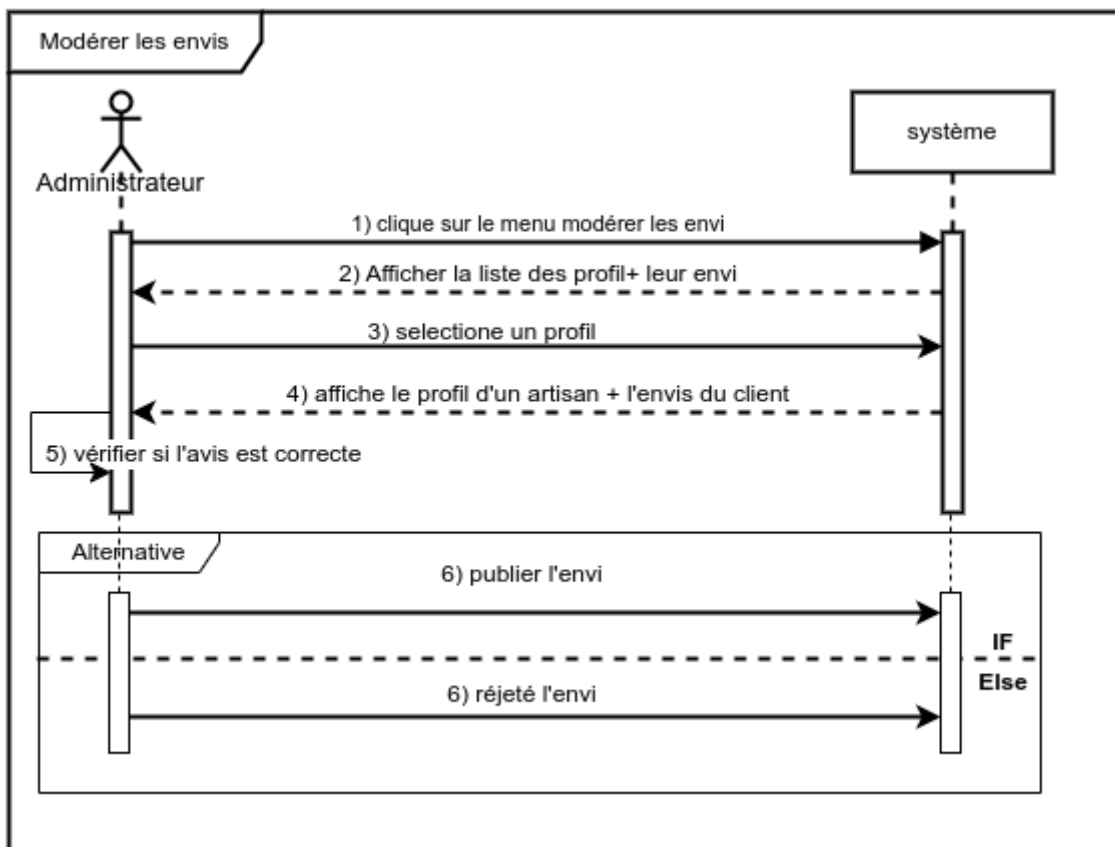 Modérer les envis
système
Administrateur
1) clique sur le menu modérer les envi
2) Afficher la liste des profil+ leur envi
3) selectione un profil
4) affiche le profil d'un artisan + l'envis du client
5) vérifier si l'avis est correcte
Alternative
6) publier l'envi
IF
Else
6) réjeté l'envi